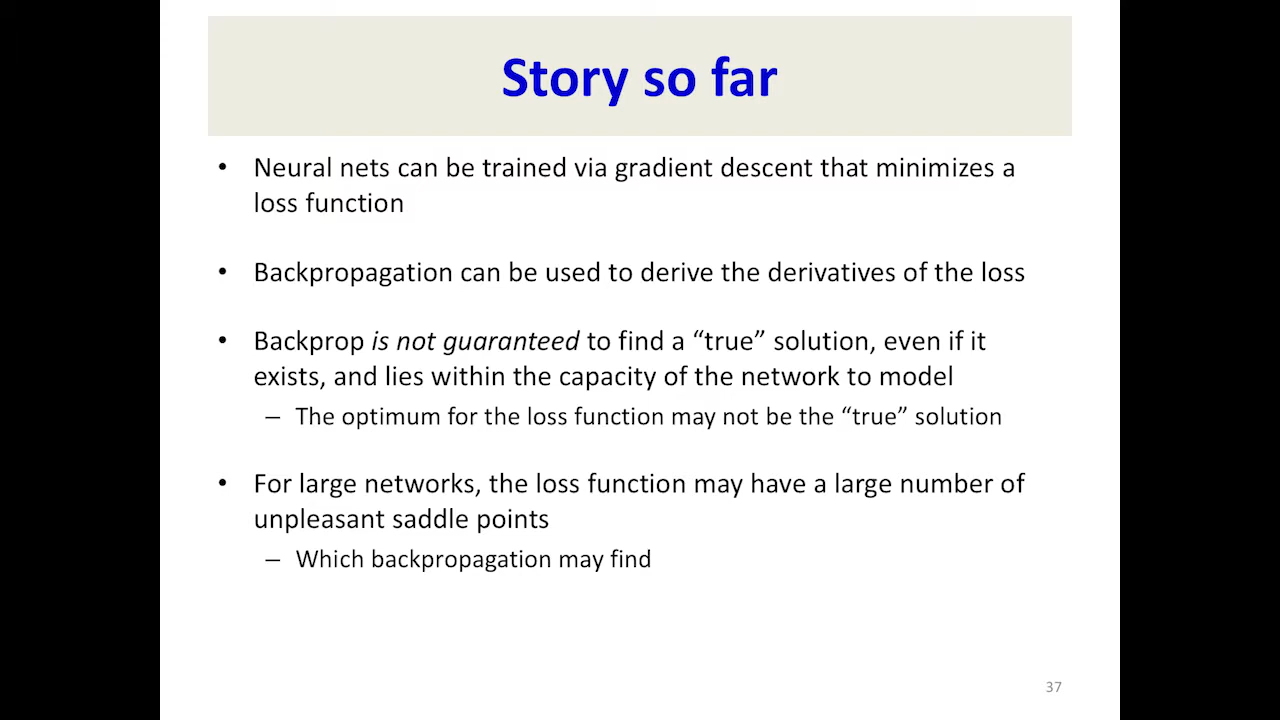 Story so far
• Neural nets can be trained via gradient descent that minimizes a
loss function
• Backpropagation can be used to derive the derivatives of the loss
• Backprop is not guaranteed to find a “true” solution, even if it
exists, and lies within the capacity of the network to model
– The optimum for the loss function may not be the “true” solution
• For large networks, the loss function may have a large number of
unpleasant saddle points
– Which backpropagation may find
37